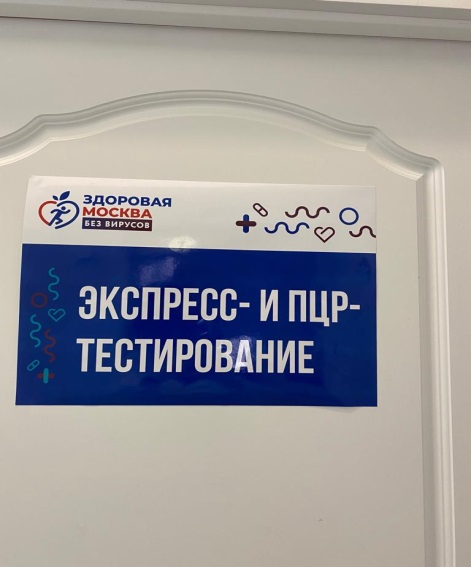 ЗДОРОВАЯ
МОСКВА
БЕЗ ВИРУСОВ
ЭКСПРЕСС- И ПЦР-
ТЕСТИРОВАНИЕ